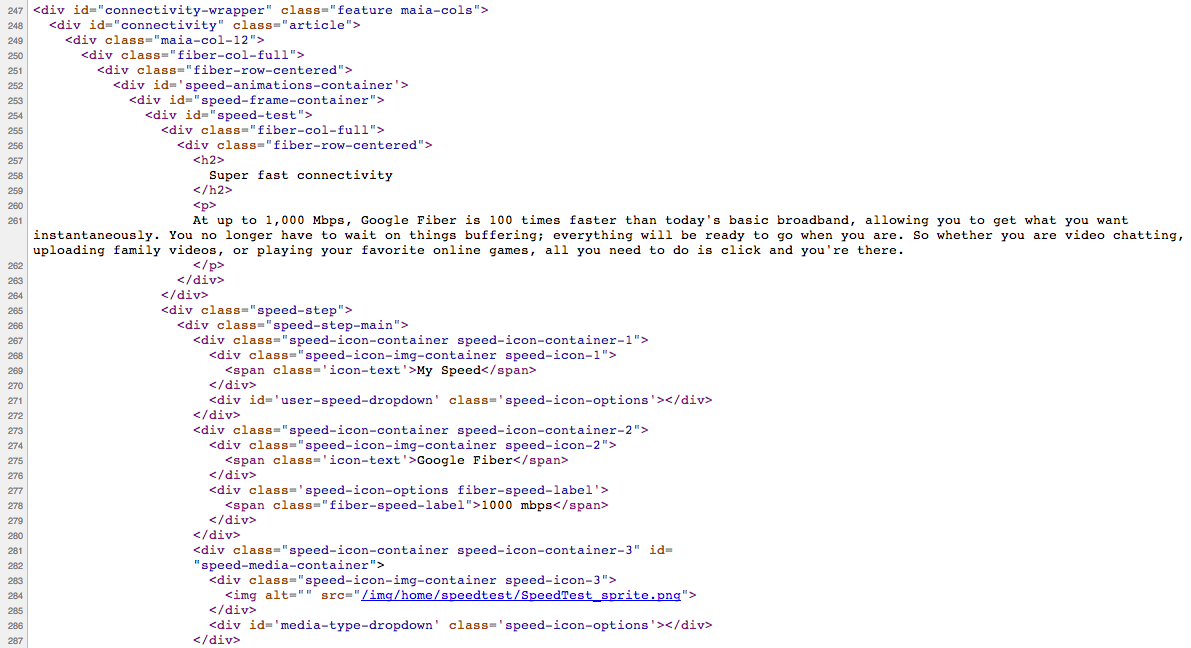 247 <div id="connectivity-wrapper" class="feature maia-cols">
248 <div id="connectivity" class="article">
249 <div class="maia-col-12">
250 <div class="fiber-col-full">
251 <div class="fiber-row-centered">
252 <div id='speed-animations-container'>
253 <div id="speed-frame-container">
254 <div id="speed-test">
255 <div class="fiber-col-full">
256 <div class="fiber-row-centered">
257 <h2>
258 Super fast connectivity
259 </h2>
260 <p>
261 At up to 1,000 Mbps, Google Fiber is 100 times faster than today's basic broadband, allowing you to get what you want
instantaneously. You no longer have to wait on things buffering; everything will be ready to go when you are. So whether you are video chatting,
uploading family videos, or playing your favorite online games, all you need to do is click and you're there.
262 </p>
263 </div>
264 </div>
265 <div class="speed-step">
266 <div class="speed-step-main">
267 <div class="speed-icon-container speed-icon-container-1">
268 <div class="speed-icon-img-container speed-icon-1">
269 <span class='icon-text'>My Speed</span>
270 </div>
271 <div id='user-speed-dropdown' class='speed-icon-options'></div>
272 </div>
273 <div class="speed-icon-container speed-icon-container-2">
274 <div class="speed-icon-img-container speed-icon-2">
275 <span class='icon-text'>Google Fiber</span>
276 </div>
277 <div class='speed-icon-options fiber-speed-label'>
278 <span class="fiber-speed-label">1000 mbps</span>
279 </div>
280 </div>
281 <div class="speed-icon-container speed-icon-container-3" id=
282 "speed-media-container">
283 <div class="speed-icon-img-container speed-icon-3">
284 <img alt="" src="/img/home/speedtest/SpeedTest_sprite.png">
285 </div>
286 <div id='media-type-dropdown' class='speed-icon-options'></div>
287 </div>